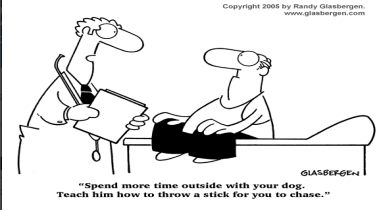 Copyright 2005 by Randy Glasbergen.
www.glasbergen.com
GLASBERGEN
"Spend more time outside with your dog.
Teach him how to throw a stick for you to chase."